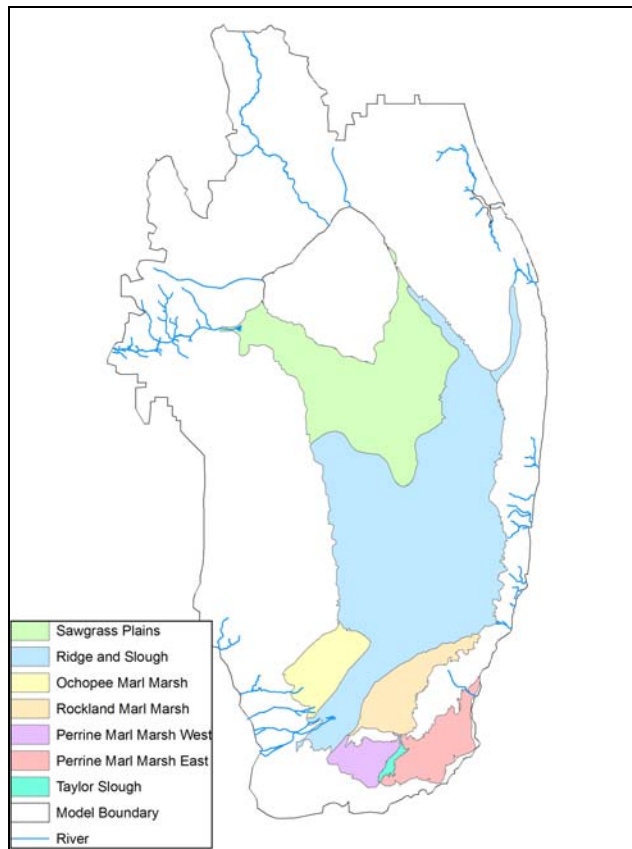 Sawgrass Plains
Ridge and Slough
Ochopee Marl Marsh
Rockland Marl Marsh
Perrine Marl Marsh West
Perrine Marl Marsh East
Taylor Slough
Model Boundary
River